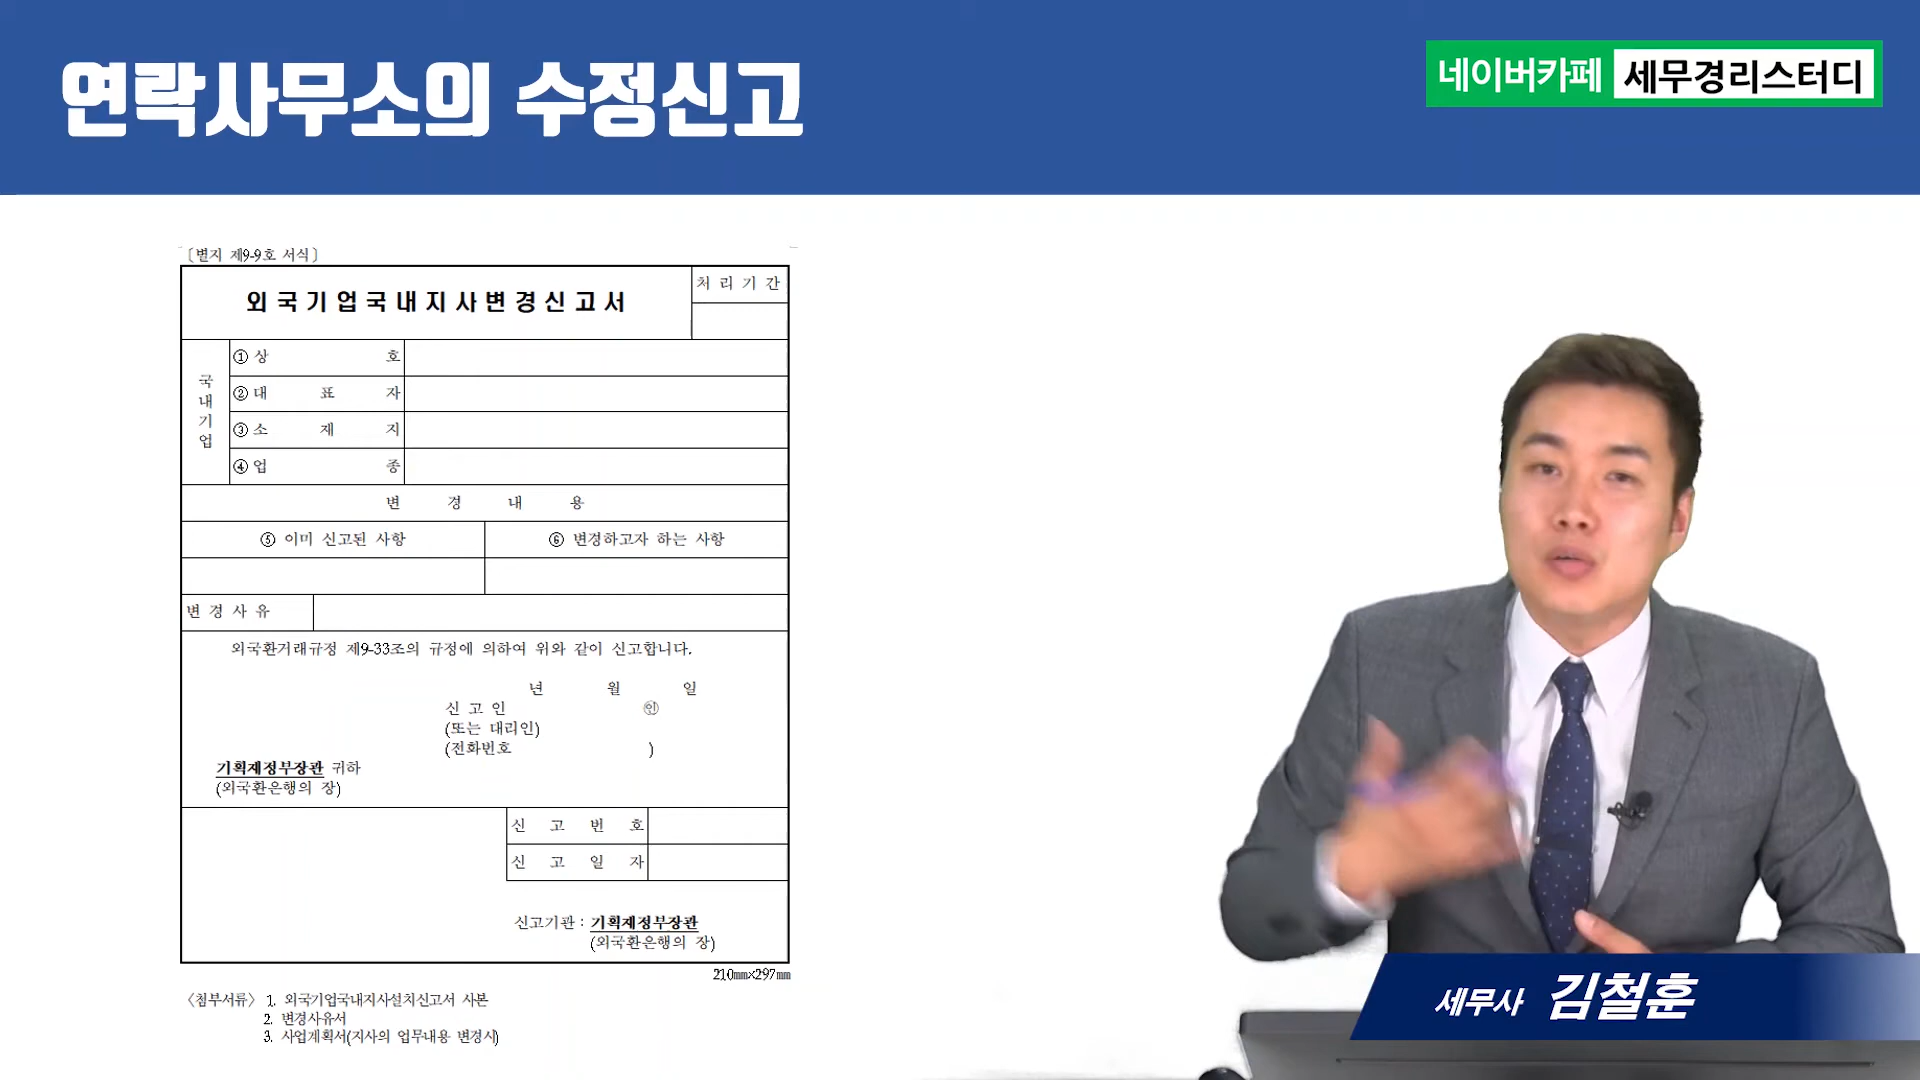 연락사무소의 수정신고
네이버카페 세무경리스터디
〔별지 제9-9호 서식〕
외국기업국내지사변경신고서
처 리 기 간
국내기업
① 상 호
② 대 표 자
③ 소 재 지
④ 업 종
변 경 내 용
⑤ 이미 신고된 사항
⑥ 변경하고자 하는 사항
변 경 사 유
외국환거래규정 제9-33조의 규정에 의하여 위와 같이 신고합니다.
년 월 일
신 고 인 ㊞
(또는 대리인)
(전화번호 )
기획재정부장관 귀하
(외국환은행의 장)
신 고 번 호
신 고 일 자
신고기관 : 기획재정부장관
(외국환은행의 장)
210㎜×297㎜
〈첨부서류〉 1. 외국기업국내지사설치신고서 사본
2. 변경사유서
3. 사업계획서(지사의 업무내용 변경시)
세무사 김철훈